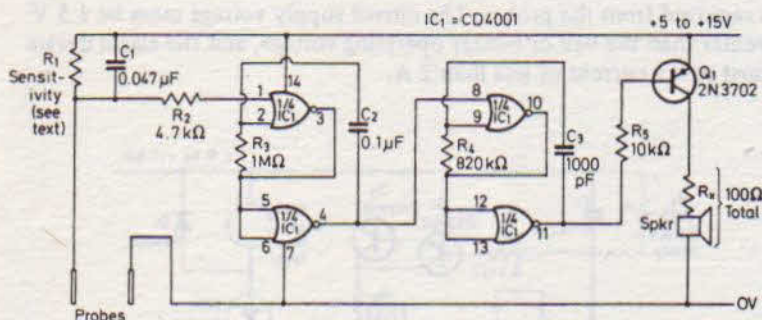 IC₁ = CD4001
+5 to +15V
R₁
Sensit-
ivity
(see
text)
C₁
0.047µF
R₂
4.7kΩ
14
1
2
1/4
IC₁
3
R₃
1MΩ
C₂
0.1µF
5
6
1/4
IC₁
4
7
8
9
1/4
IC₁
10
R₄
820kΩ
C₃
1000
pF
12
13
1/4
IC₁
11
R₅
10kΩ
Q₁
2N3702
Rₓ
Spkr
100Ω
Total
Probes
0V